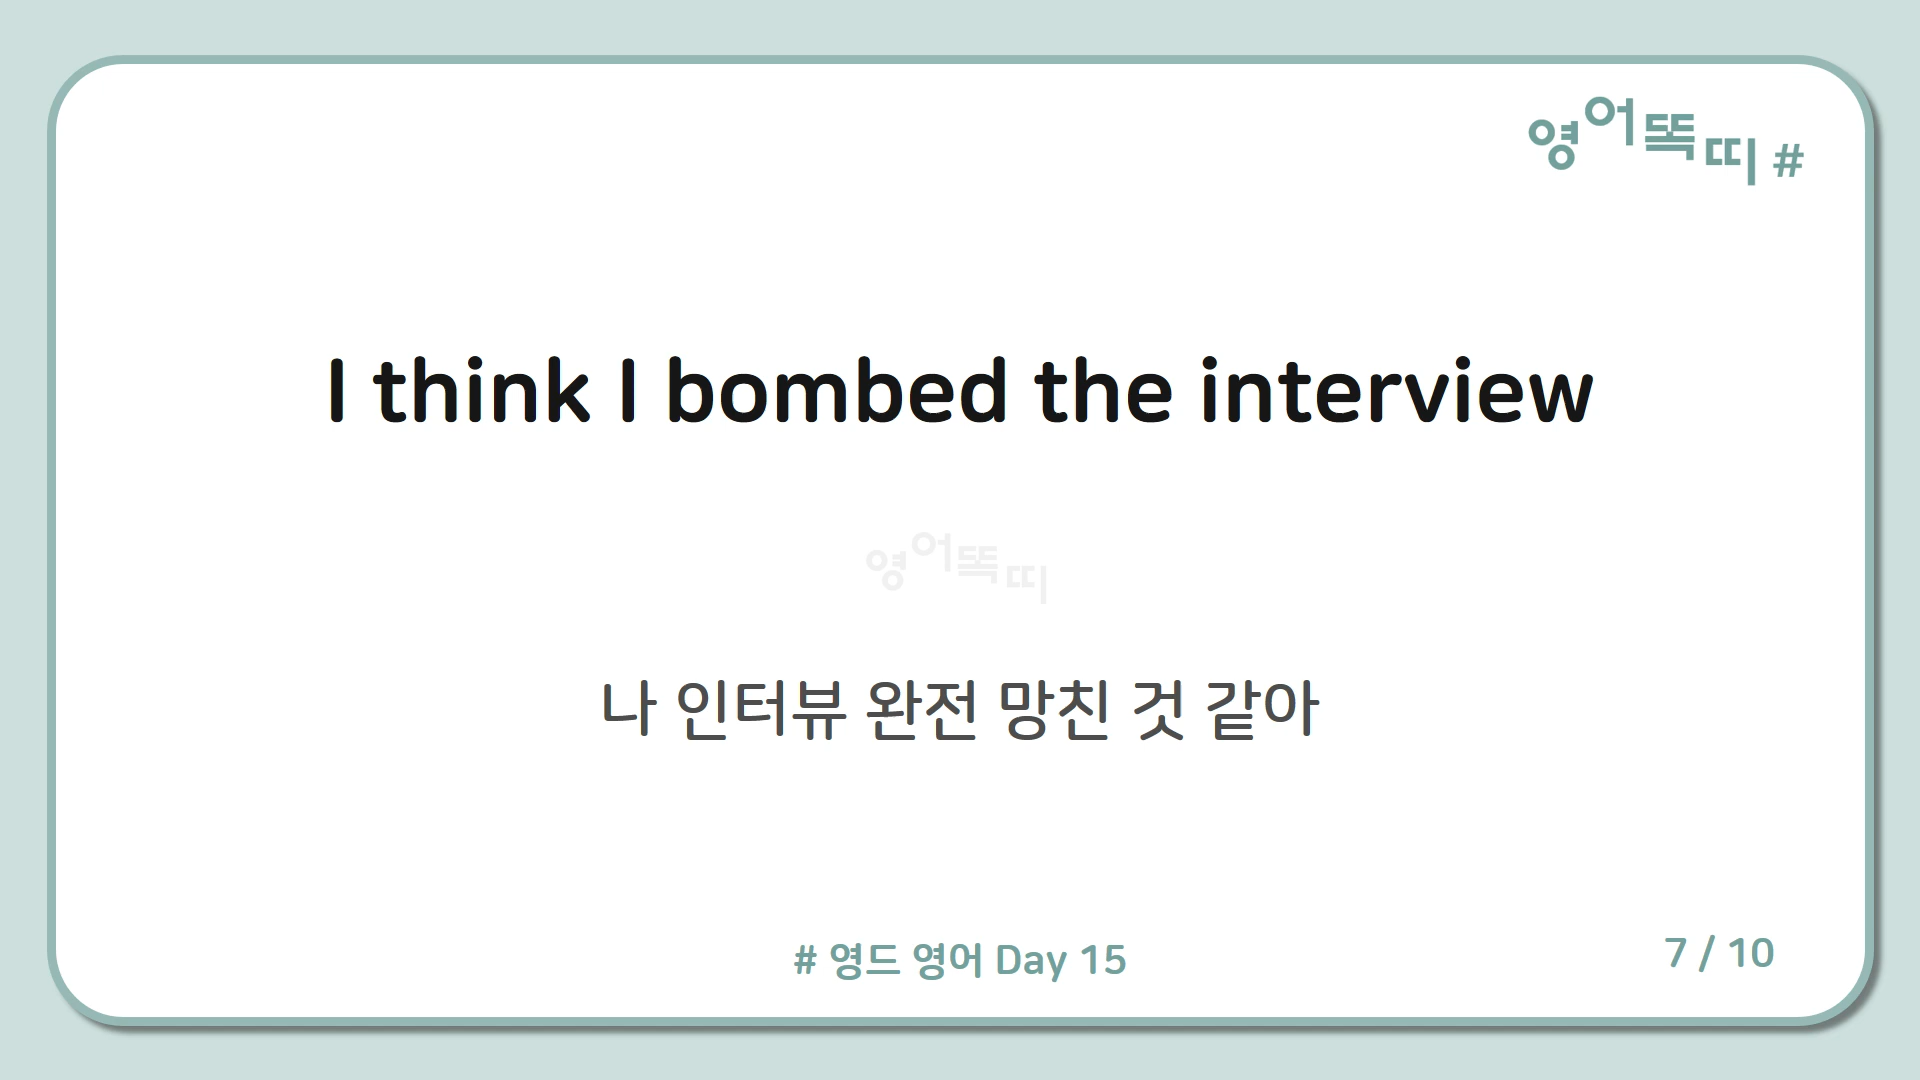 영어똑띠 #
I think I bombed the interview
영어똑띠
나 인터뷰 완전 망친 것 같아
# 영드 영어 Day 15
7 / 10